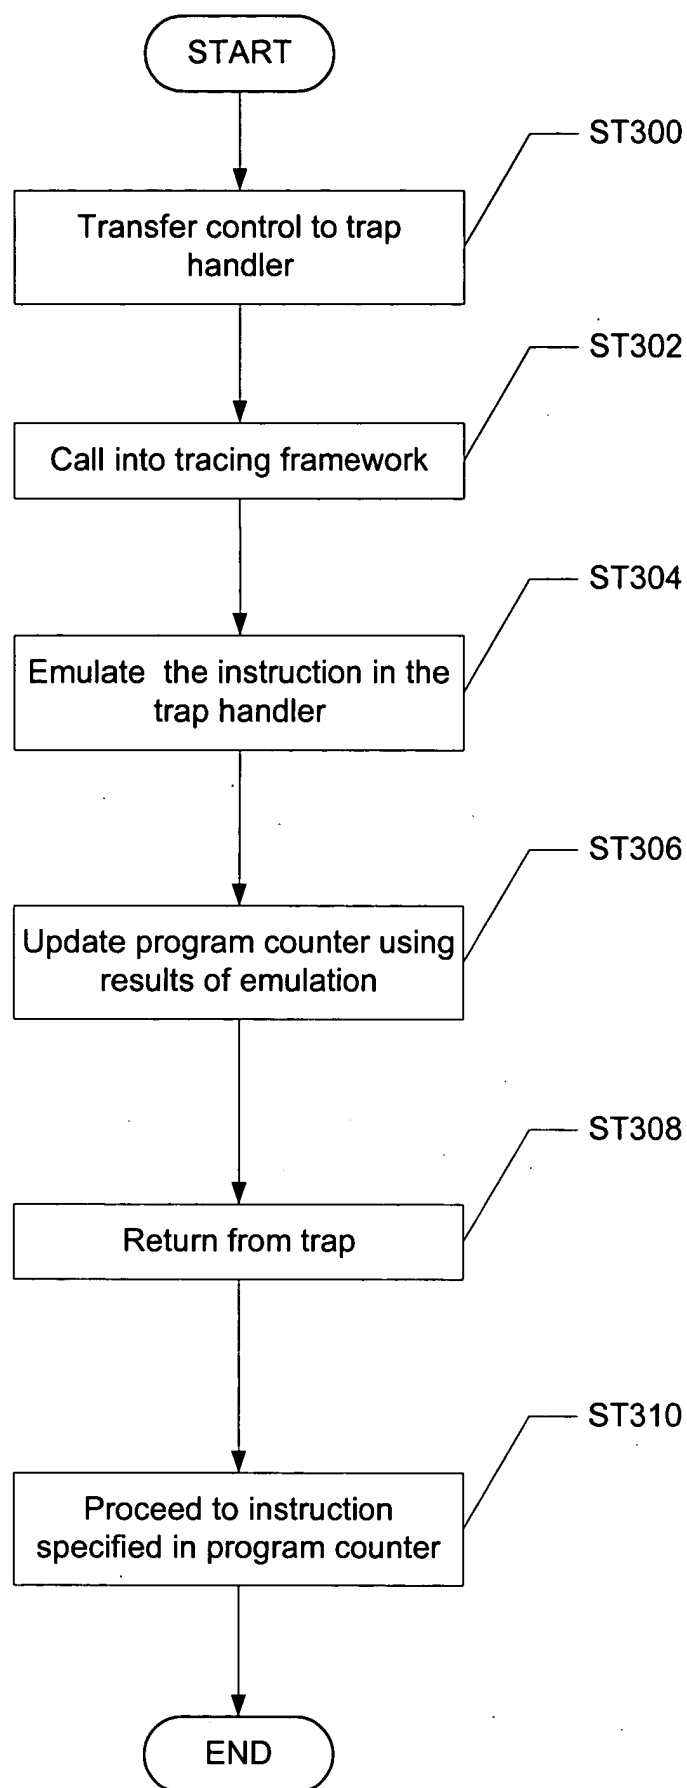 START
ST300
Transfer control to trap
handler
ST302
Call into tracing framework
ST304
Emulate the instruction in the
trap handler
ST306
Update program counter using
results of emulation
ST308
Return from trap
ST310
Proceed to instruction
specified in program counter
END